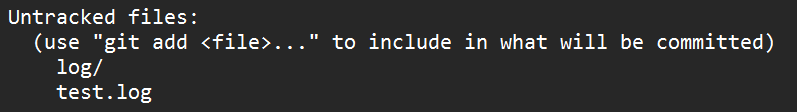 Untracked files:
  (use "git add <file>..." to include in what will be committed)
    log/
    test.log